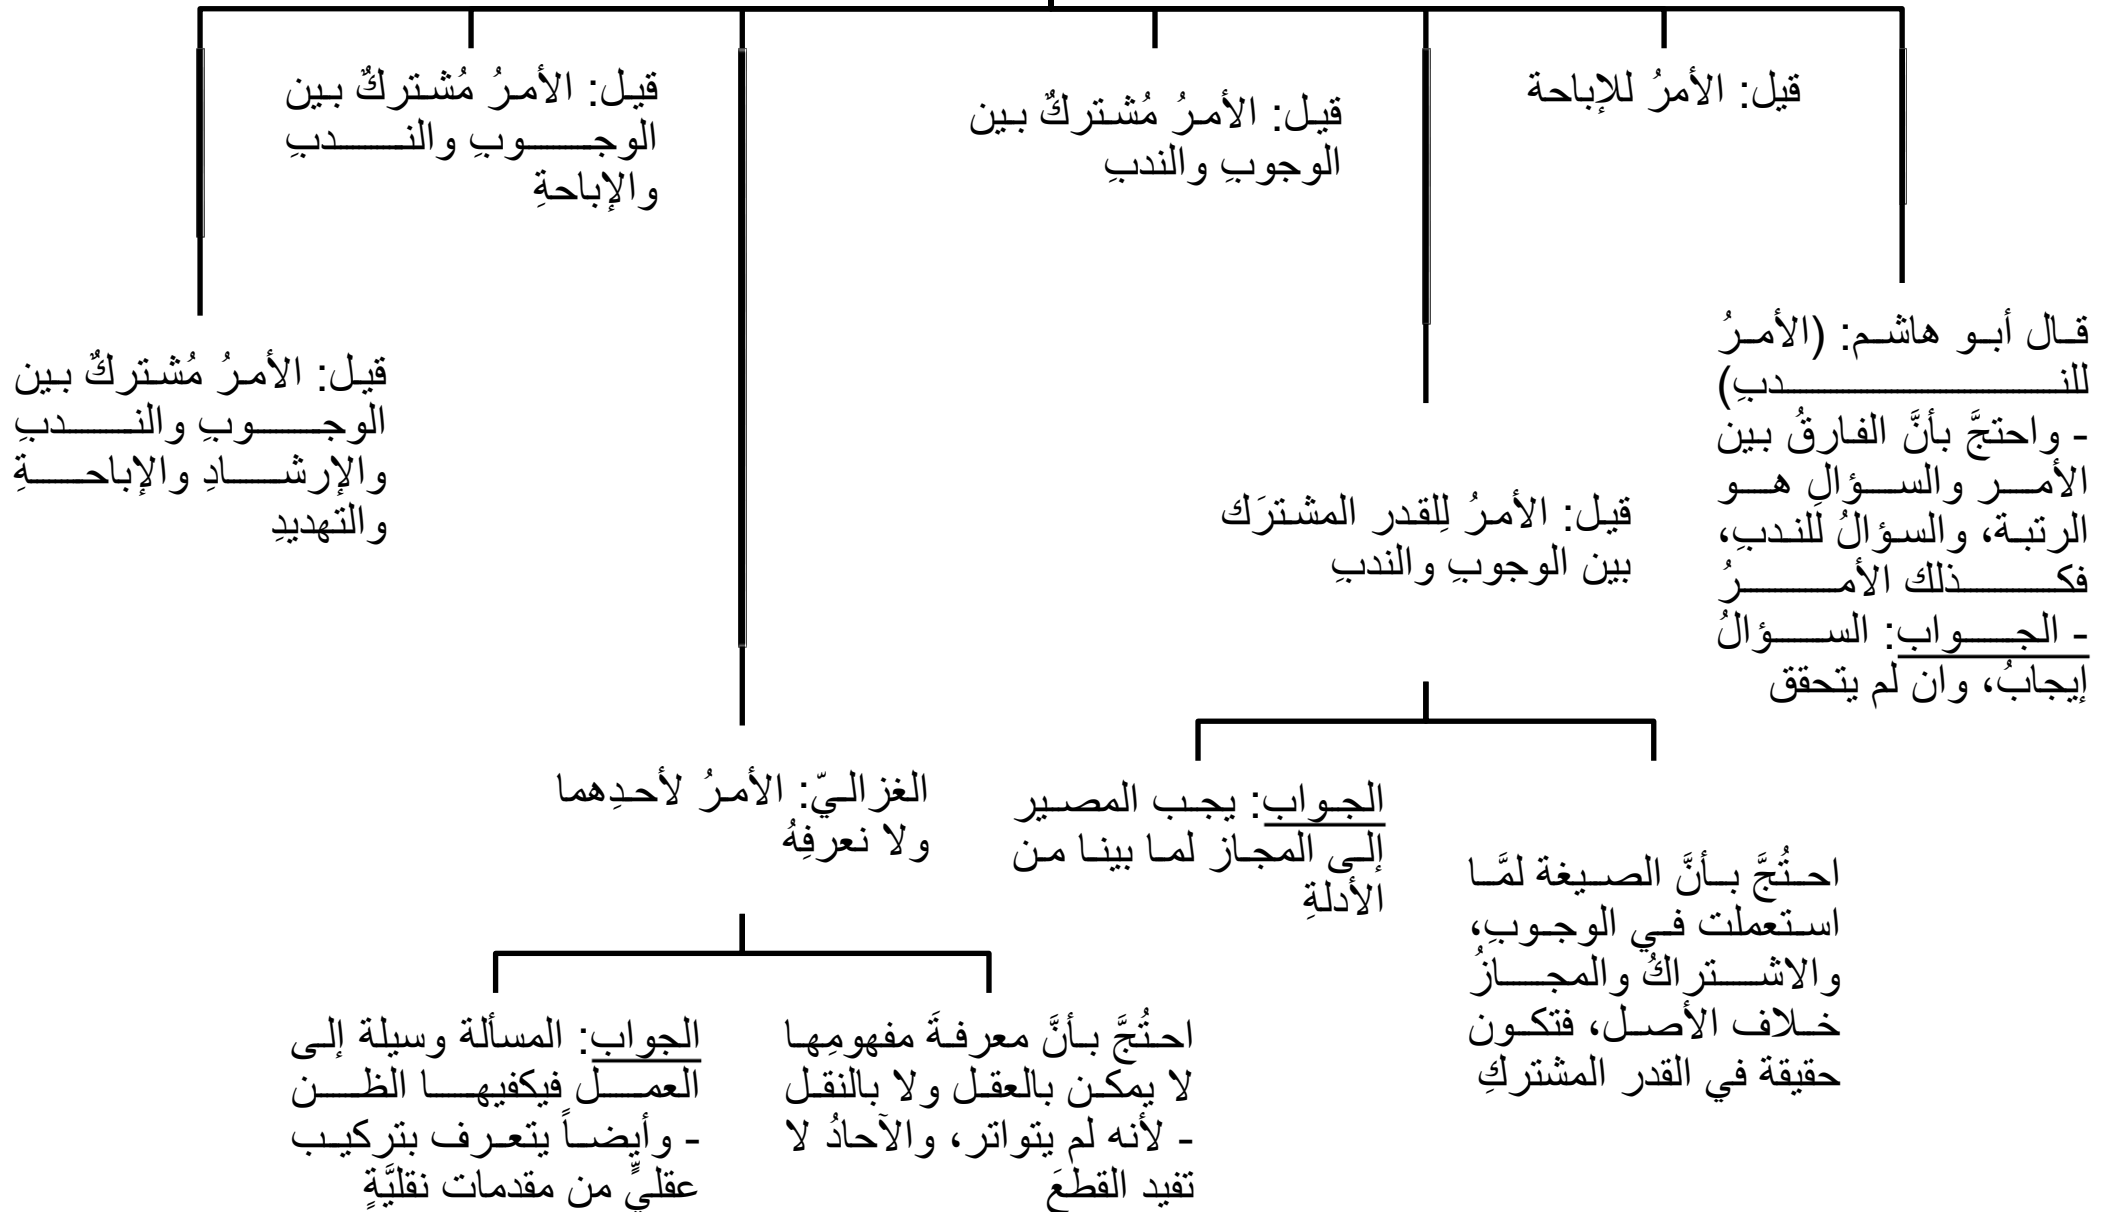 قيل: الأمرُ للإباحة
قيل: الأمرُ مُشتركٌ بين
الوجوبِ والندبِ
قيل: الأمرُ مُشتركٌ بين
الوجوبِ والندبِ
والإباحةِ
قال أبو هاشم: (الأمرُ
للندبِ)
- واحتجَّ بأنَّ الفارقُ بين
الأمر والسؤالِ هو
الرتبة، والسؤالُ للندبِ،
فكذلك الأمرُ
- الجواب: السؤالُ
إيجابُ، وان لم يتحقق
قيل: الأمرُ لِلقدر المشترَك
بين الوجوبِ والندبِ
قيل: الأمرُ مُشتركٌ بين
الوجوبِ والندبِ
والإرشادِ والإباحةِ
والتهديدِ
احتُجَّ بأنَّ الصيغة لمَّا
استعملت في الوجوبِ،
والاشتراكُ والمجازُ
خلاف الأصل، فتكون
حقيقة في القدر المشتركِ
الجواب: يجب المصير
إلى المجاز لما بينا من
الأدلةِ
الغزاليّ: الأمرُ لأحدِهما
ولا نعرفِهُ
احتُجَّ بأنَّ معرفةَ مفهومِها
لا يمكن بالعقل ولا بالنقل
- لأنه لم يتواتر، والآحادُ لا
تفيد القطعَ
الجواب: المسألة وسيلة إلى
العمل فيكفيها الظن
- وأيضاً يتعرف بتركيب
عقليٍّ من مقدمات نقليَّةٍ